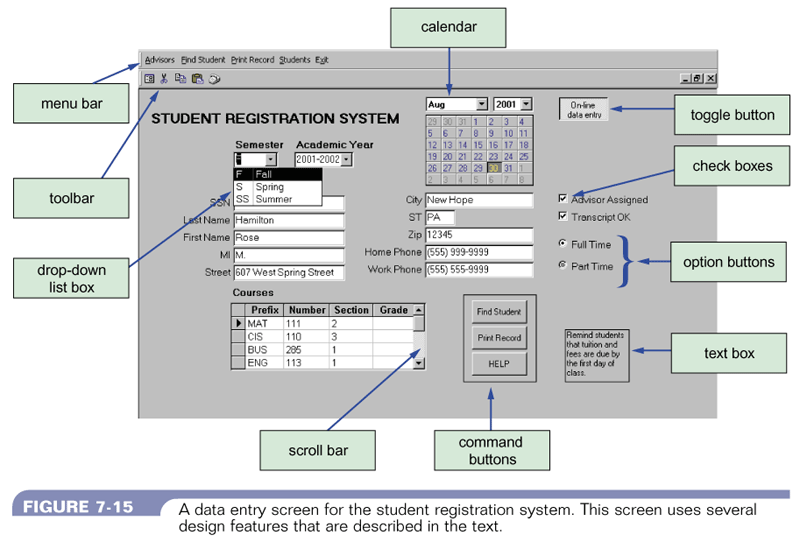 calendar
menu bar
toolbar
drop-down
list box
scroll bar
command
buttons
toggle button
check boxes
option buttons
text box
Advisors Find Student Print Record Students Exit
STUDENT REGISTRATION SYSTEM
Aug 2001
29 30 31 1 2 3 4
5 6 7 8 9 10 11
12 13 14 15 16 17 18
19 20 21 22 23 24 25
26 27 28 29 30 31 1
2 3 4 5 6 7 8
On-line
data entry
Semester Academic Year
F 2001-2002
F Fall
S Spring
SS Summer
SSN
Last Name Hamilton
First Name Rose
MI M.
Street 607 West Spring Street
City New Hope
ST PA
Zip 12345
Home Phone (555) 999-9999
Work Phone (555) 555-9999
Advisor Assigned
Transcript OK
Full Time
Part Time
Courses
Prefix Number Section Grade
MAT 111 2
CIS 110 3
BUS 285 1
ENG 113 1
Find Student
Print Record
HELP
Remind students
that tuition and
fees are due by
the first day of
class.
FIGURE 7-15
A data entry screen for the student registration system. This screen uses several
design features that are described in the text.